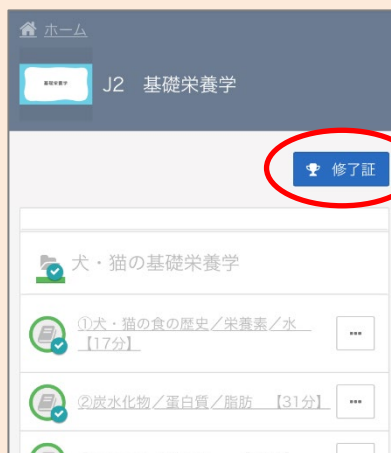 ホーム
基礎栄養学
J2 基礎栄養学
修了証
犬・猫の基礎栄養学
①犬・猫の食の歴史／栄養素／水
【17分】
②炭水化物／蛋白質／脂肪 【31分】